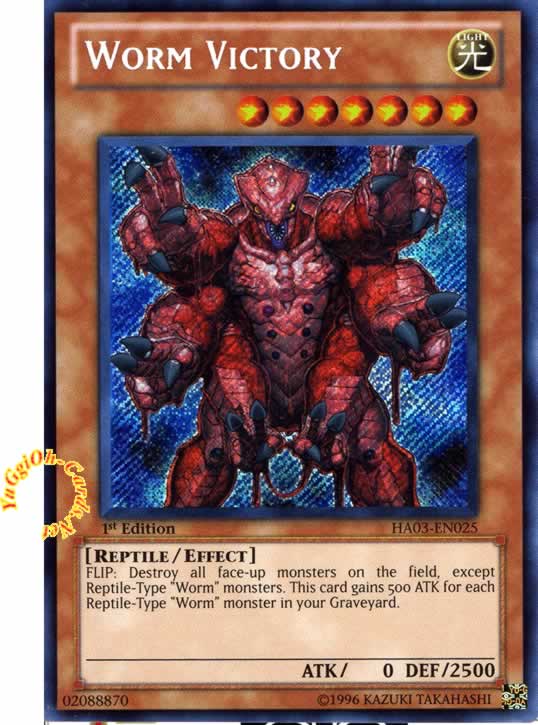 WORM VICTORY
LIGHT
光
YuGgiOh-Cards.Net
1st Edition
HA03-EN025
[REPTILE/EFFECT]
FLIP: Destroy all face-up monsters on the field, except
Reptile-Type "Worm" monsters. This card gains 500 ATK for each
Reptile-Type "Worm" monster in your Graveyard.
ATK/ 0 DEF/2500
02088870
©1996 KAZUKI TAKAHASHI